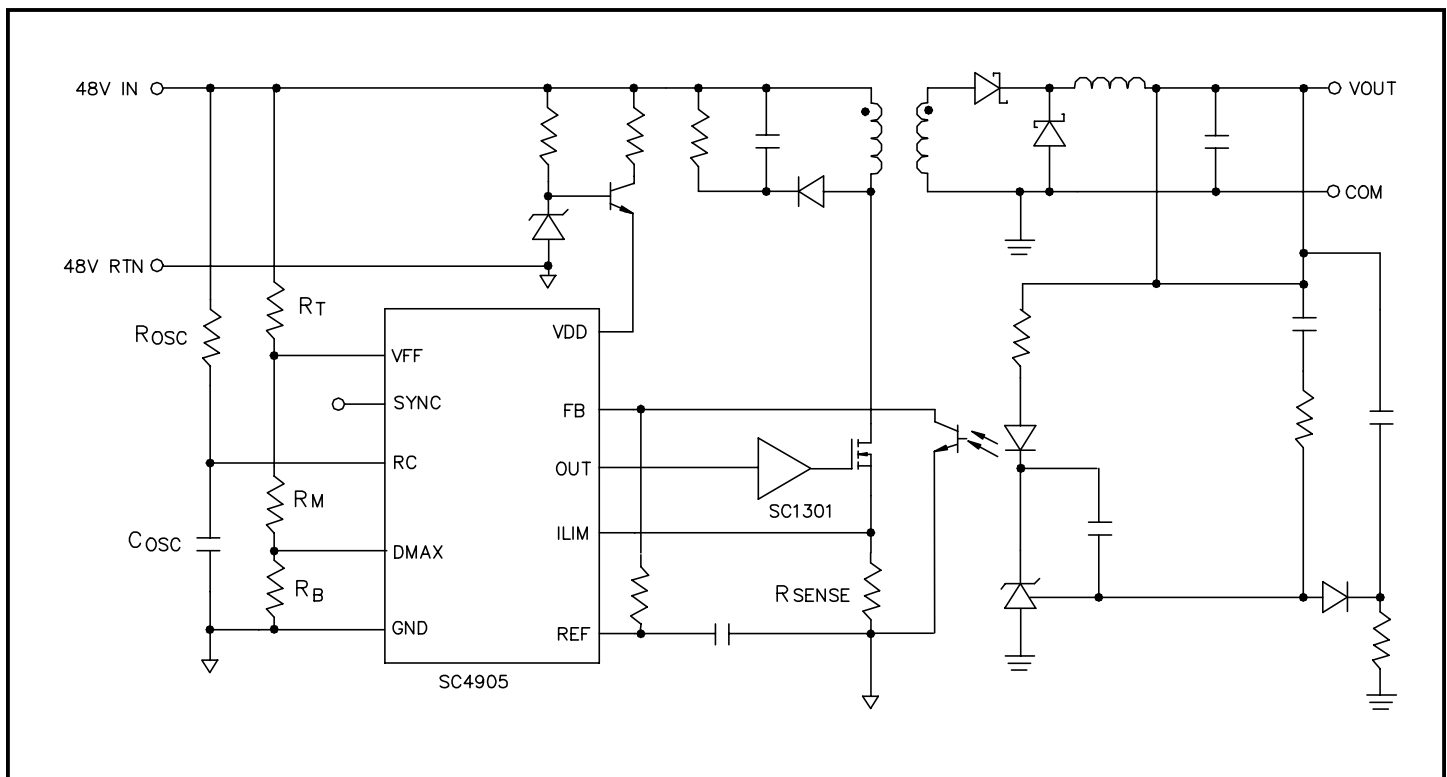 48V IN
VOUT
COM
48V RTN
RT
ROSC
VDD
VFF
SYNC
FB
RC
OUT
RM
SC1301
ILIM
COSC
DMAX
RB
RSENSE
GND
REF
SC4905